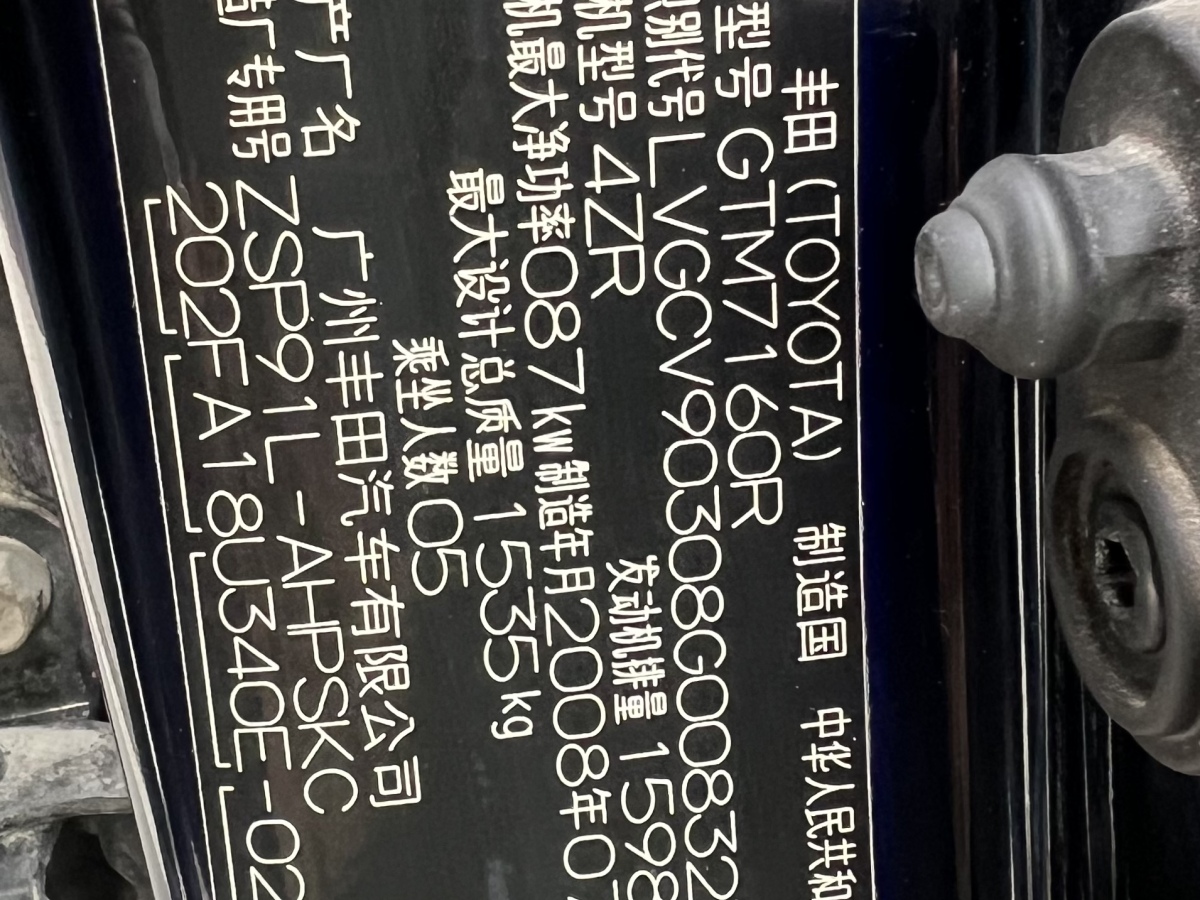 丰田(TOYOTA) 制造国 中华人民共和
型号 GTM7160R
识别代号 LVGCV90308G00832
机型号 4ZR 发动机排量 1598
机最大净功率087kW 制造年月2008年07
最大设计总质量 1535kg
乘坐人数 05
产厂名 广州丰田汽车有限公司
厂专用号 ZSP91L-AHPSKC
202FA18U340E-02